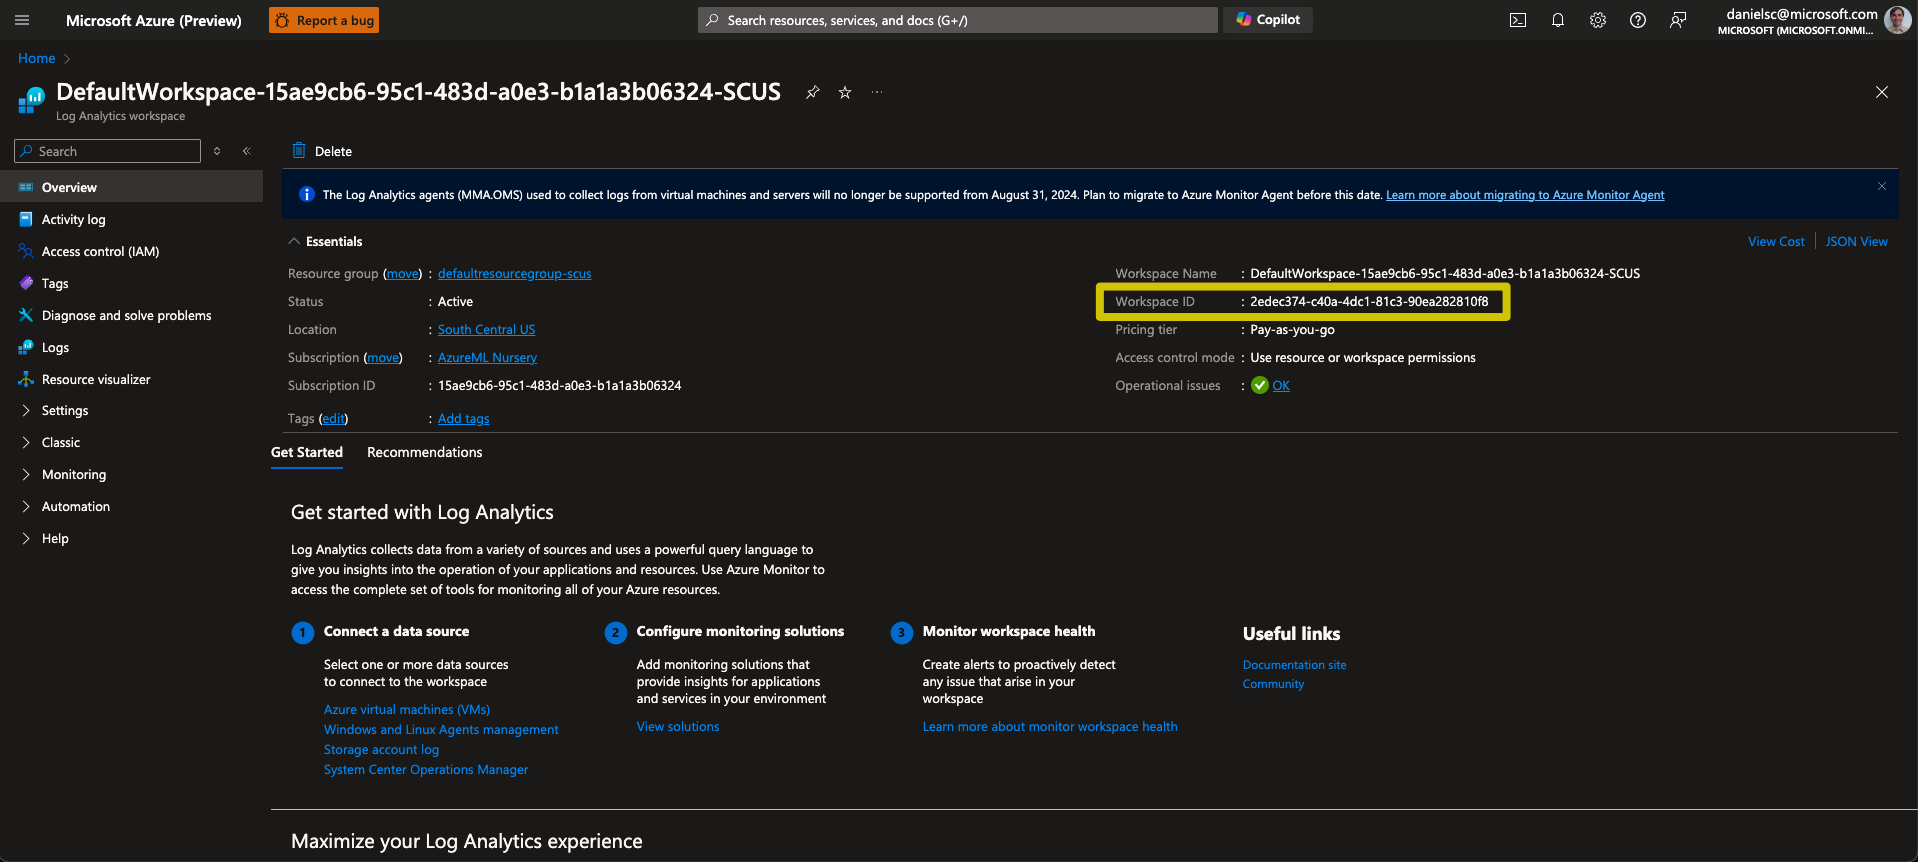 Microsoft Azure (Preview)
Report a bug
Search resources, services, and docs (G+/)
Copilot
danielsc@microsoft.com
MICROSOFT (MICROSOFT.ONMI...
Home
DefaultWorkspace-15ae9cb6-95c1-483d-a0e3-b1a1a3b06324-SCUS
Log Analytics workspace
Search
Overview
Activity log
Access control (IAM)
Tags
Diagnose and solve problems
Logs
Resource visualizer
Settings
Classic
Monitoring
Automation
Help
Delete
The Log Analytics agents (MMA.OMS) used to collect logs from virtual machines and servers will no longer be supported from August 31, 2024. Plan to migrate to Azure Monitor Agent before this date. Learn more about migrating to Azure Monitor Agent
Essentials
View Cost
JSON View
Resource group (move) : defaultresourcegroup-scus
Status : Active
Location : South Central US
Subscription (move) : AzureML Nursery
Subscription ID : 15ae9cb6-95c1-483d-a0e3-b1a1a3b06324
Tags (edit) : Add tags
Workspace Name : DefaultWorkspace-15ae9cb6-95c1-483d-a0e3-b1a1a3b06324-SCUS
Workspace ID : 2edec374-c40a-4dc1-81c3-90ea282810f8
Pricing tier : Pay-as-you-go
Access control mode : Use resource or workspace permissions
Operational issues : OK
Get Started
Recommendations
Get started with Log Analytics
Log Analytics collects data from a variety of sources and uses a powerful query language to
give you insights into the operation of your applications and resources. Use Azure Monitor to
access the complete set of tools for monitoring all of your Azure resources.
1 Connect a data source
Select one or more data sources
to connect to the workspace
Azure virtual machines (VMs)
Windows and Linux Agents management
Storage account log
System Center Operations Manager
2 Configure monitoring solutions
Add monitoring solutions that
provide insights for applications
and services in your environment
View solutions
3 Monitor workspace health
Create alerts to proactively detect
any issue that arise in your
workspace
Learn more about monitor workspace health
Useful links
Documentation site
Community
Maximize your Log Analytics experience